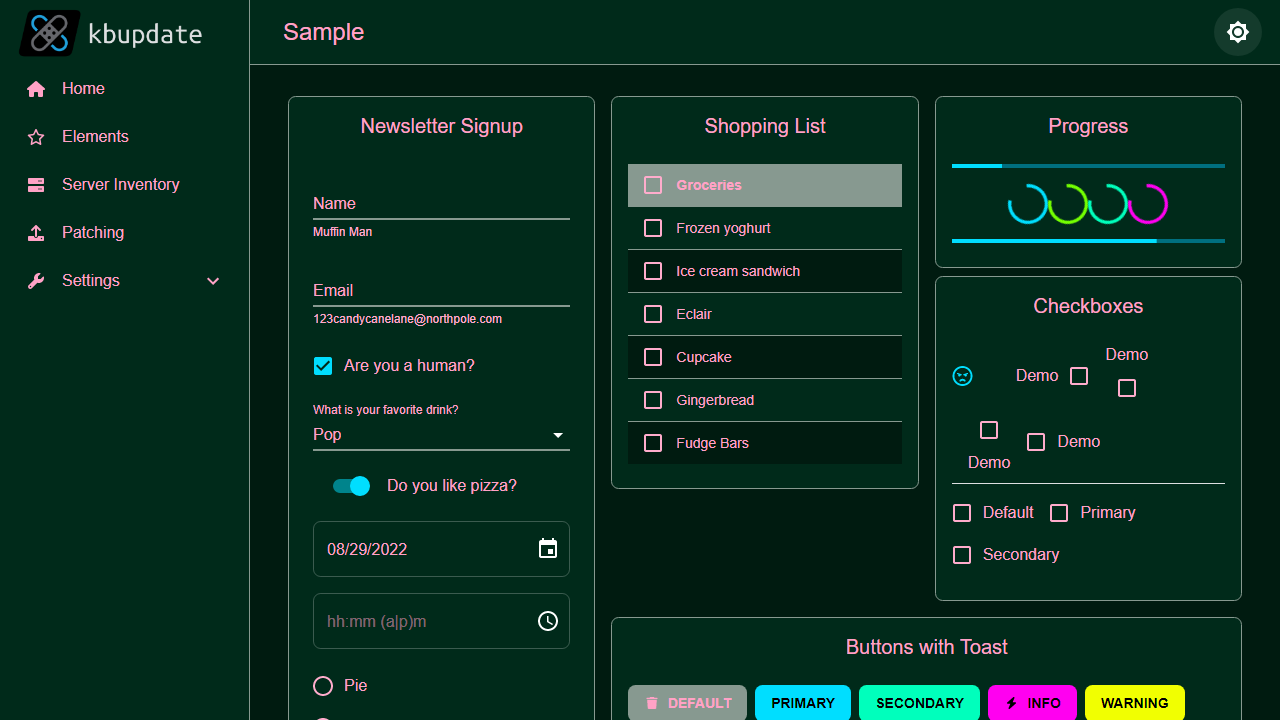 kbupdate
Sample
Home
Elements
Server Inventory
Patching
Settings
Newsletter Signup
Name
Muffin Man
Email
123candycanelane@northpole.com
Are you a human?
What is your favorite drink?
Pop
Do you like pizza?
08/29/2022
hh:mm (a|p)m
Pie
Shopping List
Groceries
Frozen yoghurt
Ice cream sandwich
Eclair
Cupcake
Gingerbread
Fudge Bars
Progress
Checkboxes
Demo
Demo
Demo
Demo
Default
Primary
Secondary
Buttons with Toast
DEFAULT
PRIMARY
SECONDARY
INFO
WARNING